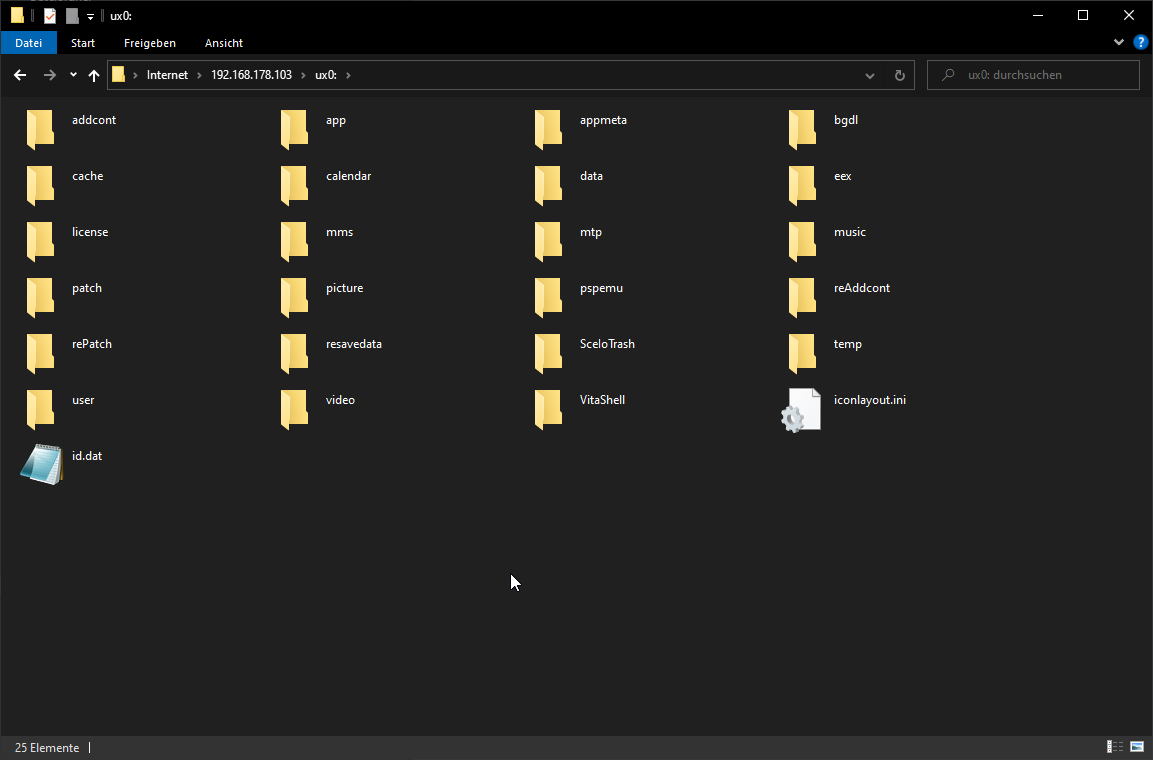 ux0:
Datei Start Freigeben Ansicht
Internet 192.168.178.103 ux0: ux0: durchsuchen
addcont app appmeta bgdl
cache calendar data eex
license mms mtp music
patch picture pspemu reAddcont
rePatch resavedata SceIoTrash temp
user video VitaShell iconlayout.ini
id.dat
25 Elemente